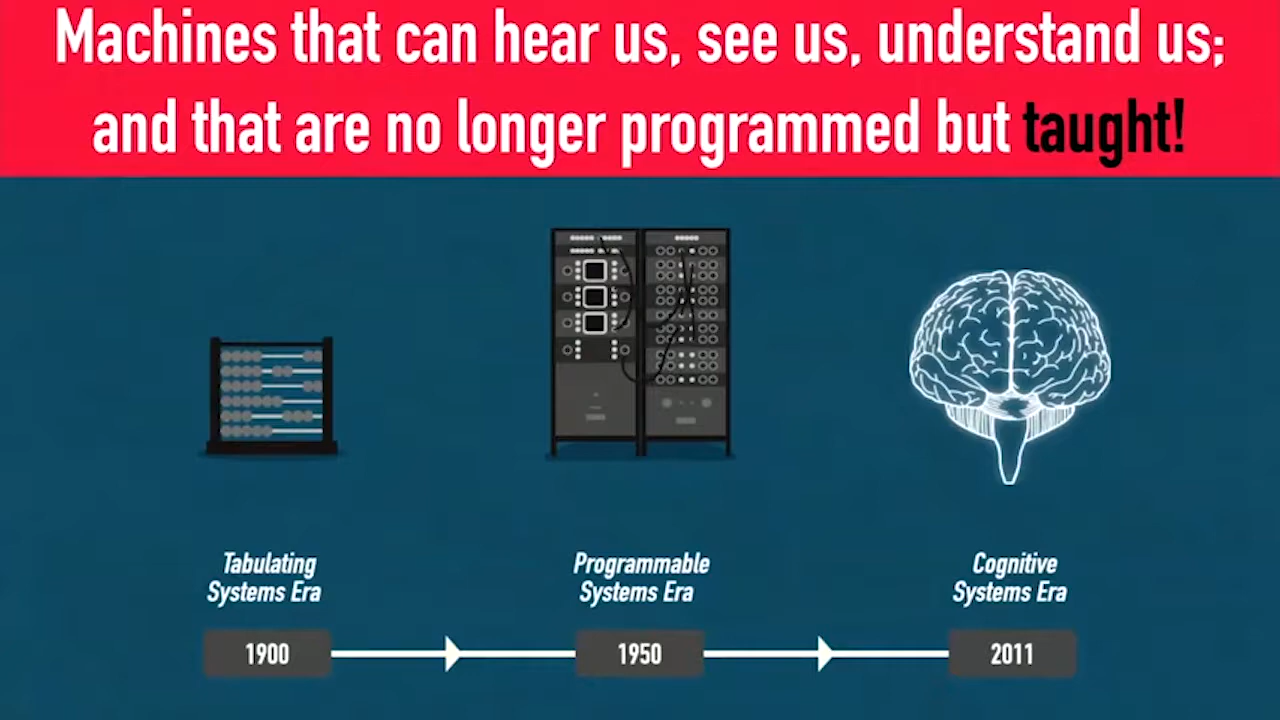 Machines that can hear us, see us, understand us;
and that are no longer programmed but taught!
Tabulating
Systems Era
Programmable
Systems Era
Cognitive
Systems Era
1900
1950
2011